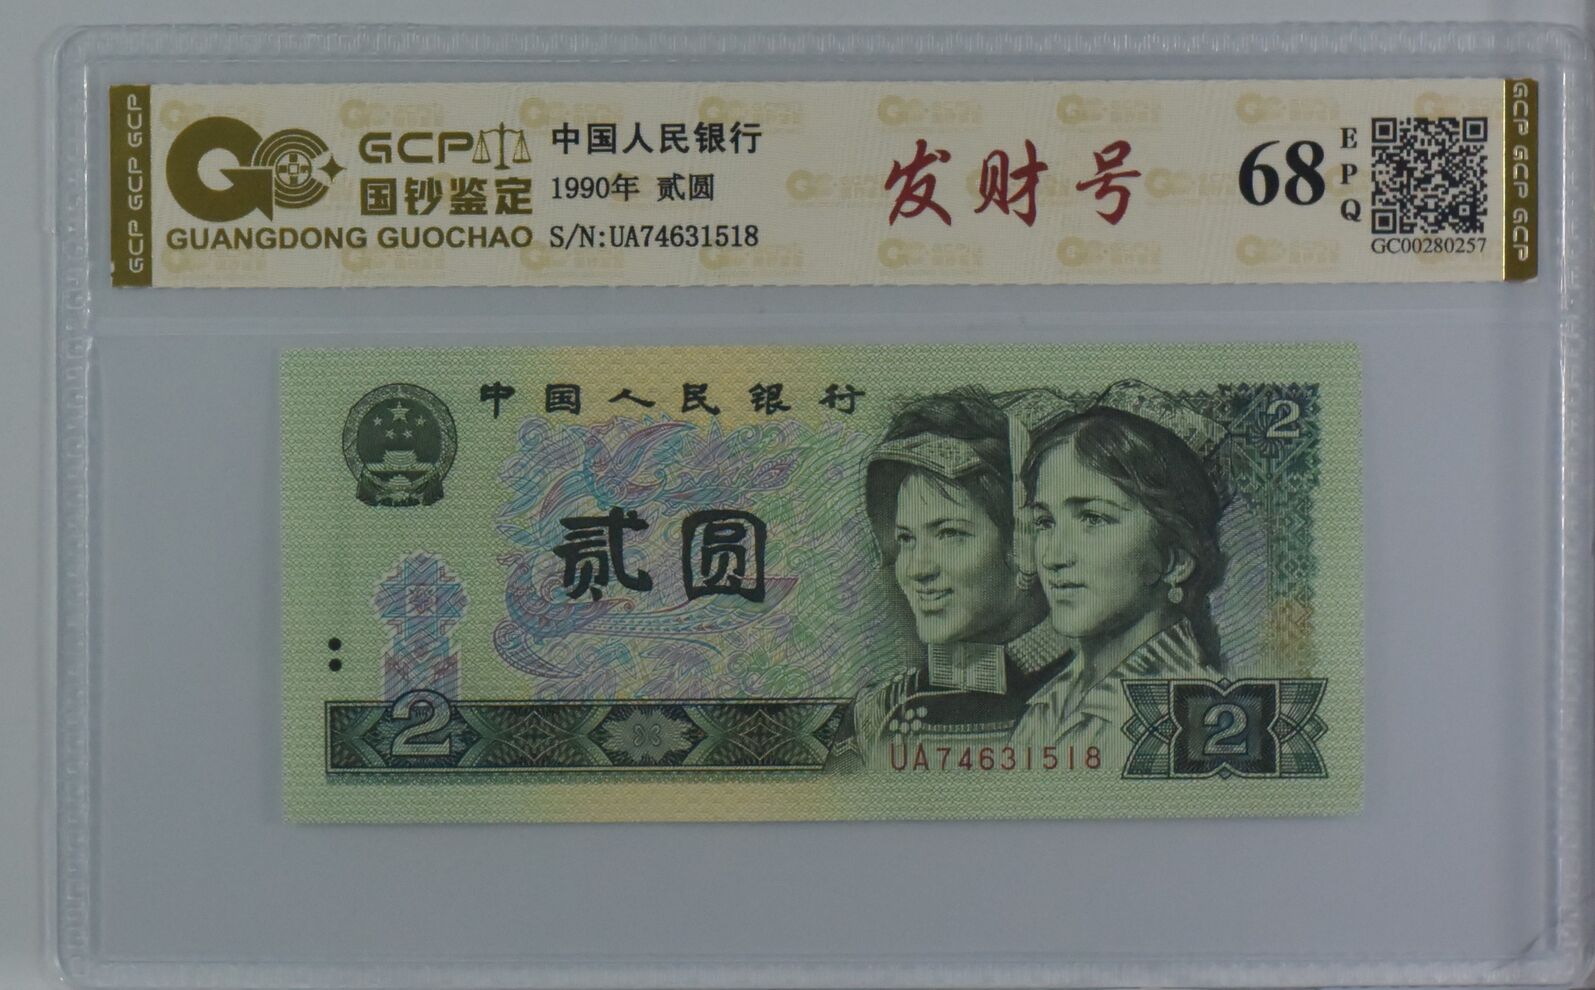 GCP GCP GCP
GCP
国钞鉴定
GUANGDONG GUOCHAO
中国人民银行
1990年 贰圆
S/N:UA74631518
发财号
68
EPQ
GC00280257
GCP GCP GCP
中国人民银行
2
贰圆
2
UA74631518
2